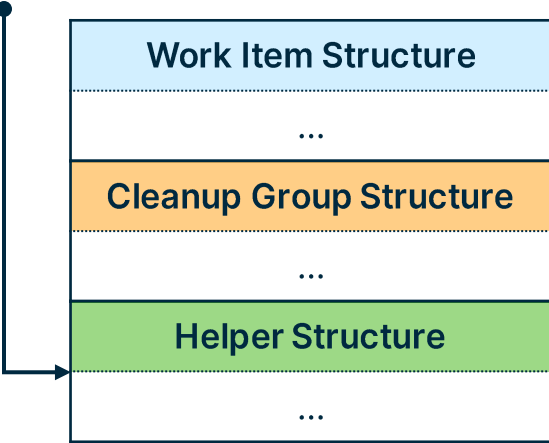 Work Item Structure
...
Cleanup Group Structure
...
Helper Structure
...